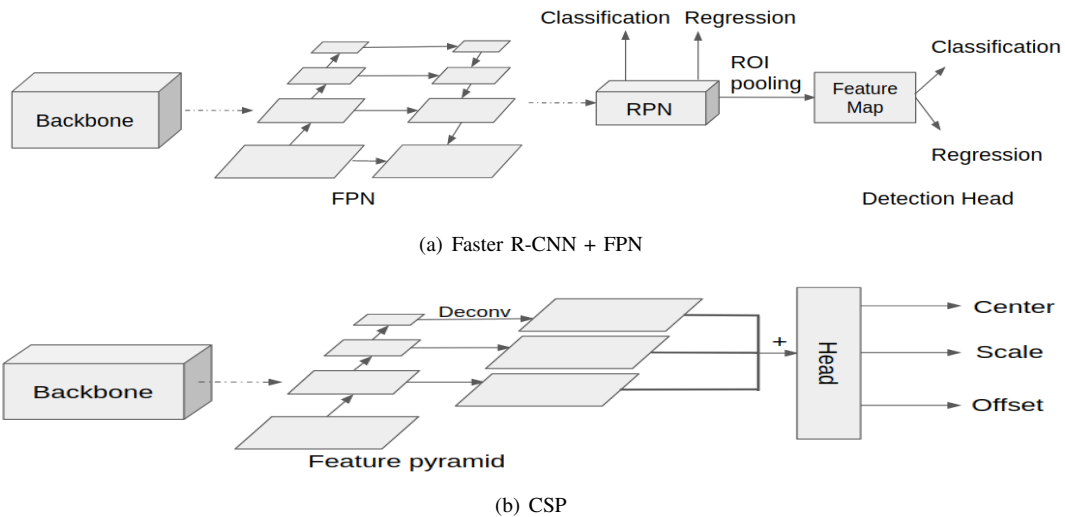 Classification
Regression
Backbone
RPN
ROI
pooling
Feature
Map
Classification
Regression
FPN
Detection Head
(a) Faster R-CNN + FPN
Deconv
Backbone
+
Head
Center
Scale
Offset
Feature pyramid
(b) CSP